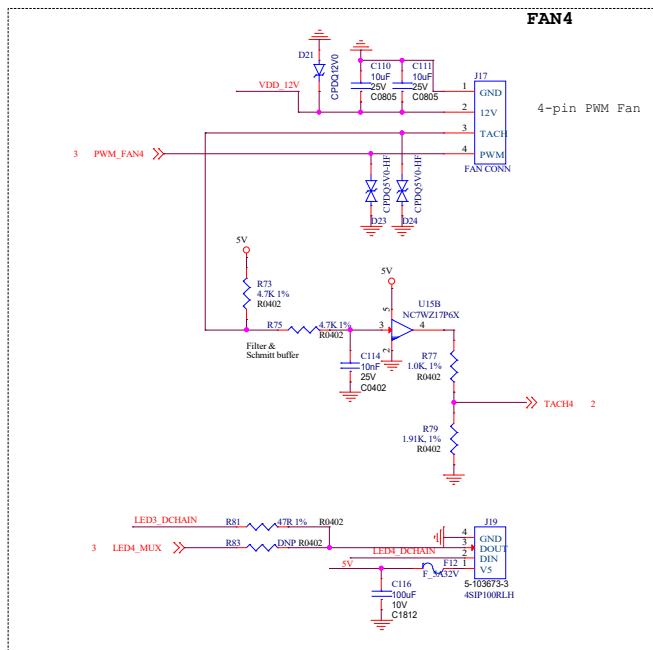 FAN4
D21
CPDQ12V0
C110
10uF
25V
C0805
C111
10uF
25V
C0805
J17
VDD_12V
1
GND
2
12V
3
TACH
4
PWM
FAN CONN
4-pin PWM Fan
3 PWM_FAN4
CPDQ5V0-HF
D23
CPDQ5V0-HF
D24
5V
R73
4.7K 1%
R0402
R75
4.7K 1%
R0402
Filter &
Schmitt buffer
C114
10nF
25V
C0402
5V
U15B
NC7WZ17P6X
5
3
4
2
R77
1.0K, 1%
R0402
TACH4 2
R79
1.91K, 1%
R0402
LED3_DCHAIN
R81
47R 1%
R0402
3 LED4_MUX
R83
DNP
R0402
LED4_DCHAIN
5V
F12
F_5A32V
C116
100uF
10V
C1812
J19
4
GND
3
DOUT
2
DIN
1
V5
5-103673-3
4SIP100RLH